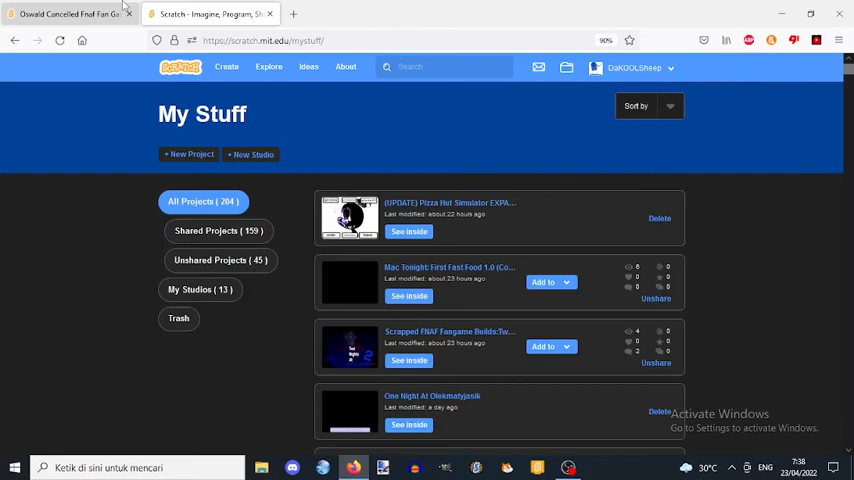 Oswald Cancelled Fnaf Fan Ga
Scratch - Imagine, Program, Sh
https://scratch.mit.edu/mystuff/
90%
SCRATCH
Create
Explore
Ideas
About
Search
DaKOOLSheep
My Stuff
Sort by
+ New Project
+ New Studio
All Projects ( 204 )
Shared Projects ( 159 )
Unshared Projects ( 45 )
My Studios ( 13 )
Trash
(UPDATE) Pizza Hut Simulator EXPA...
Last modified: about 22 hours ago
See inside
Delete
Mac Tonight: First Fast Food 1.0 (Co...
Last modified: about 23 hours ago
See inside
Add to
6 0
0 0
0 0
Unshare
Scrapped FNAF Fangame Builds:Tw...
Last modified: about 23 hours ago
See inside
Add to
4 0
0 0
2 0
Unshare
One Night At Olekmatyjasik
Last modified: a day ago
See inside
Delete
Activate Windows
Go to Settings to activate Windows.
Ketik di sini untuk mencari
30°C
ENG
7:38
23/04/2022